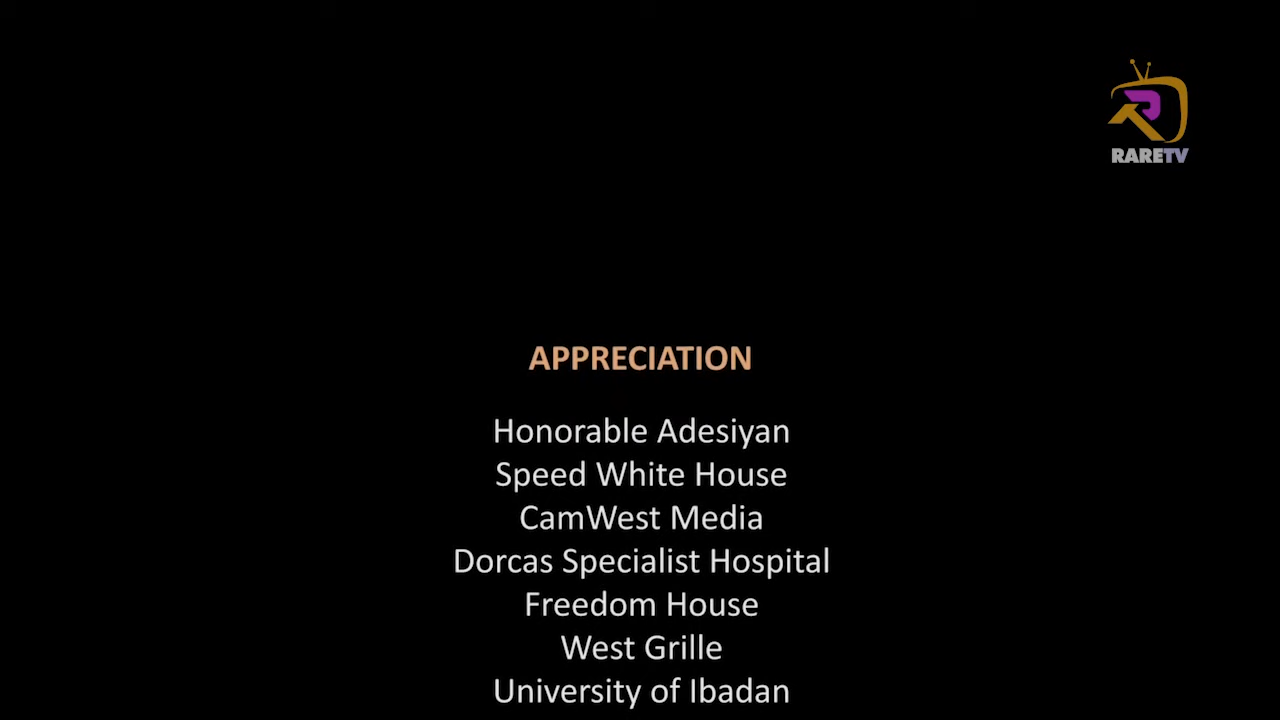 RARETV
APPRECIATION
Honorable Adesiyan
Speed White House
CamWest Media
Dorcas Specialist Hospital
Freedom House
West Grille
University of Ibadan